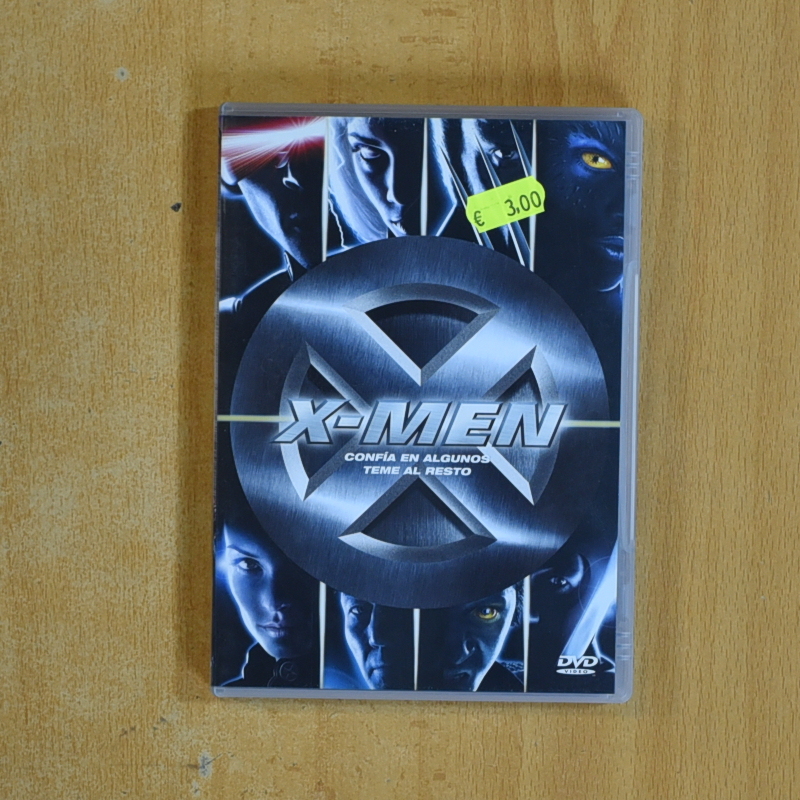 € 3,00
X-MEN
CONFÍA EN ALGUNOS
TEME AL RESTO
DVD
VIDEO